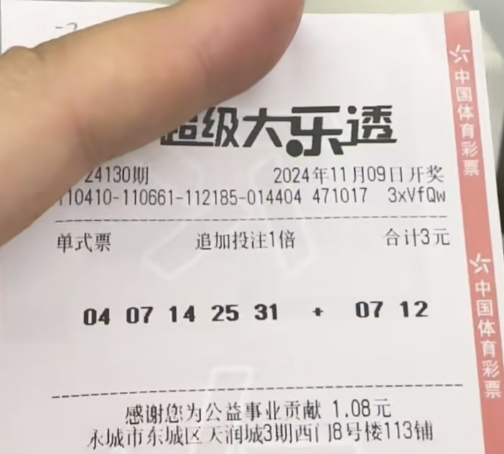 超级大乐透
24130期 2024年11月09日开奖
110410-110661-112185-014404 471017 3xVfQw
单式票 追加投注1倍 合计3元
04 07 14 25 31 + 07 12
感谢您为公益事业贡献 1.08元
永城市东城区天润城3期西门8号楼113铺
中国体育彩票
中国体育彩票